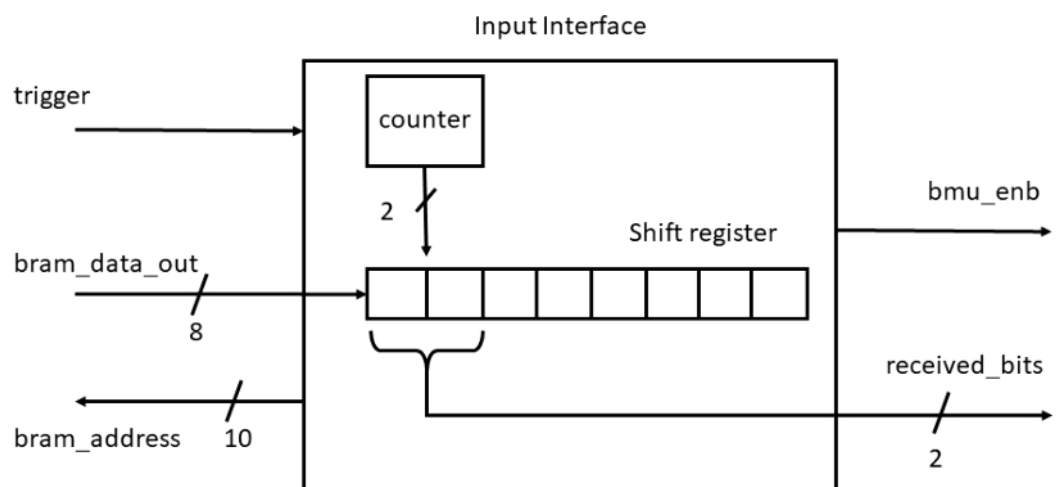 Input Interface
trigger
counter
2
bmu_enb
Shift register
bram_data_out
8
received_bits
bram_address
10
2